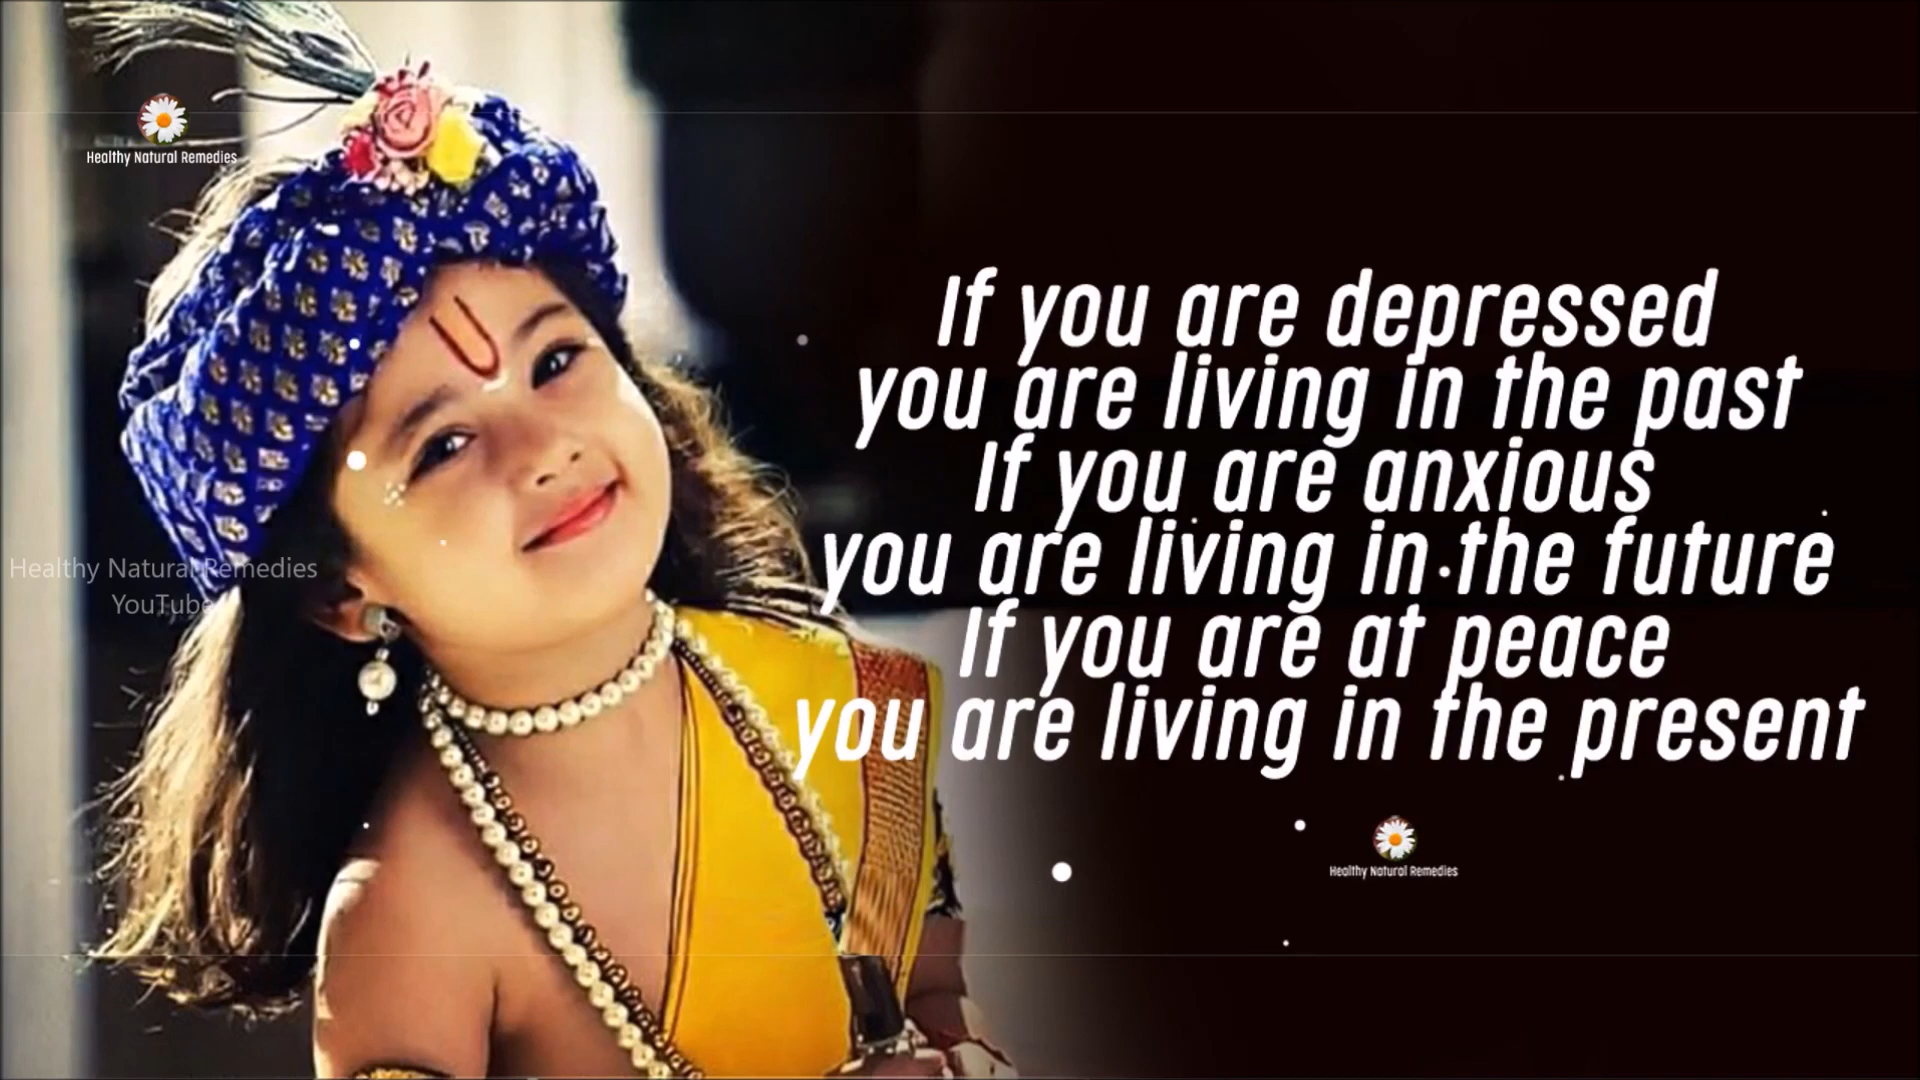 Healthy Natural Remedies
If you are depressed
you are living in the past
If you are anxious
you are living in the future
If you are at peace
you are living in the present
Healthy Natural Remedies
YouTube
Healthy Natural Remedies